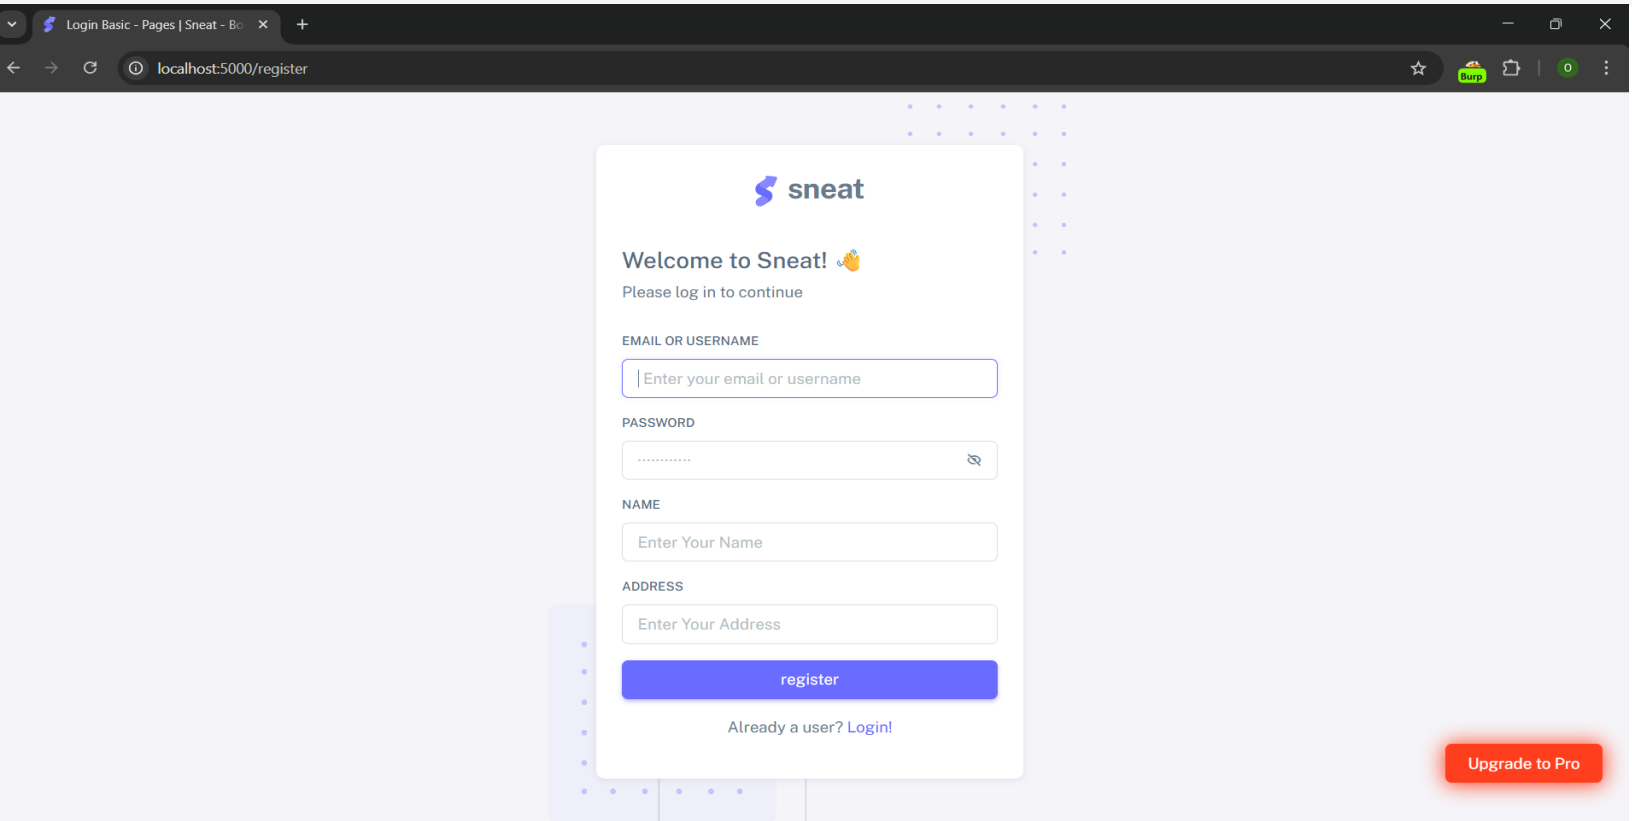 Login Basic - Pages | Sneat - Bo
localhost:5000/register
Burp
O
sneat
Welcome to Sneat! 👋
Please log in to continue
EMAIL OR USERNAME
Enter your email or username
PASSWORD
············
NAME
Enter Your Name
ADDRESS
Enter Your Address
register
Already a user? Login!
Upgrade to Pro